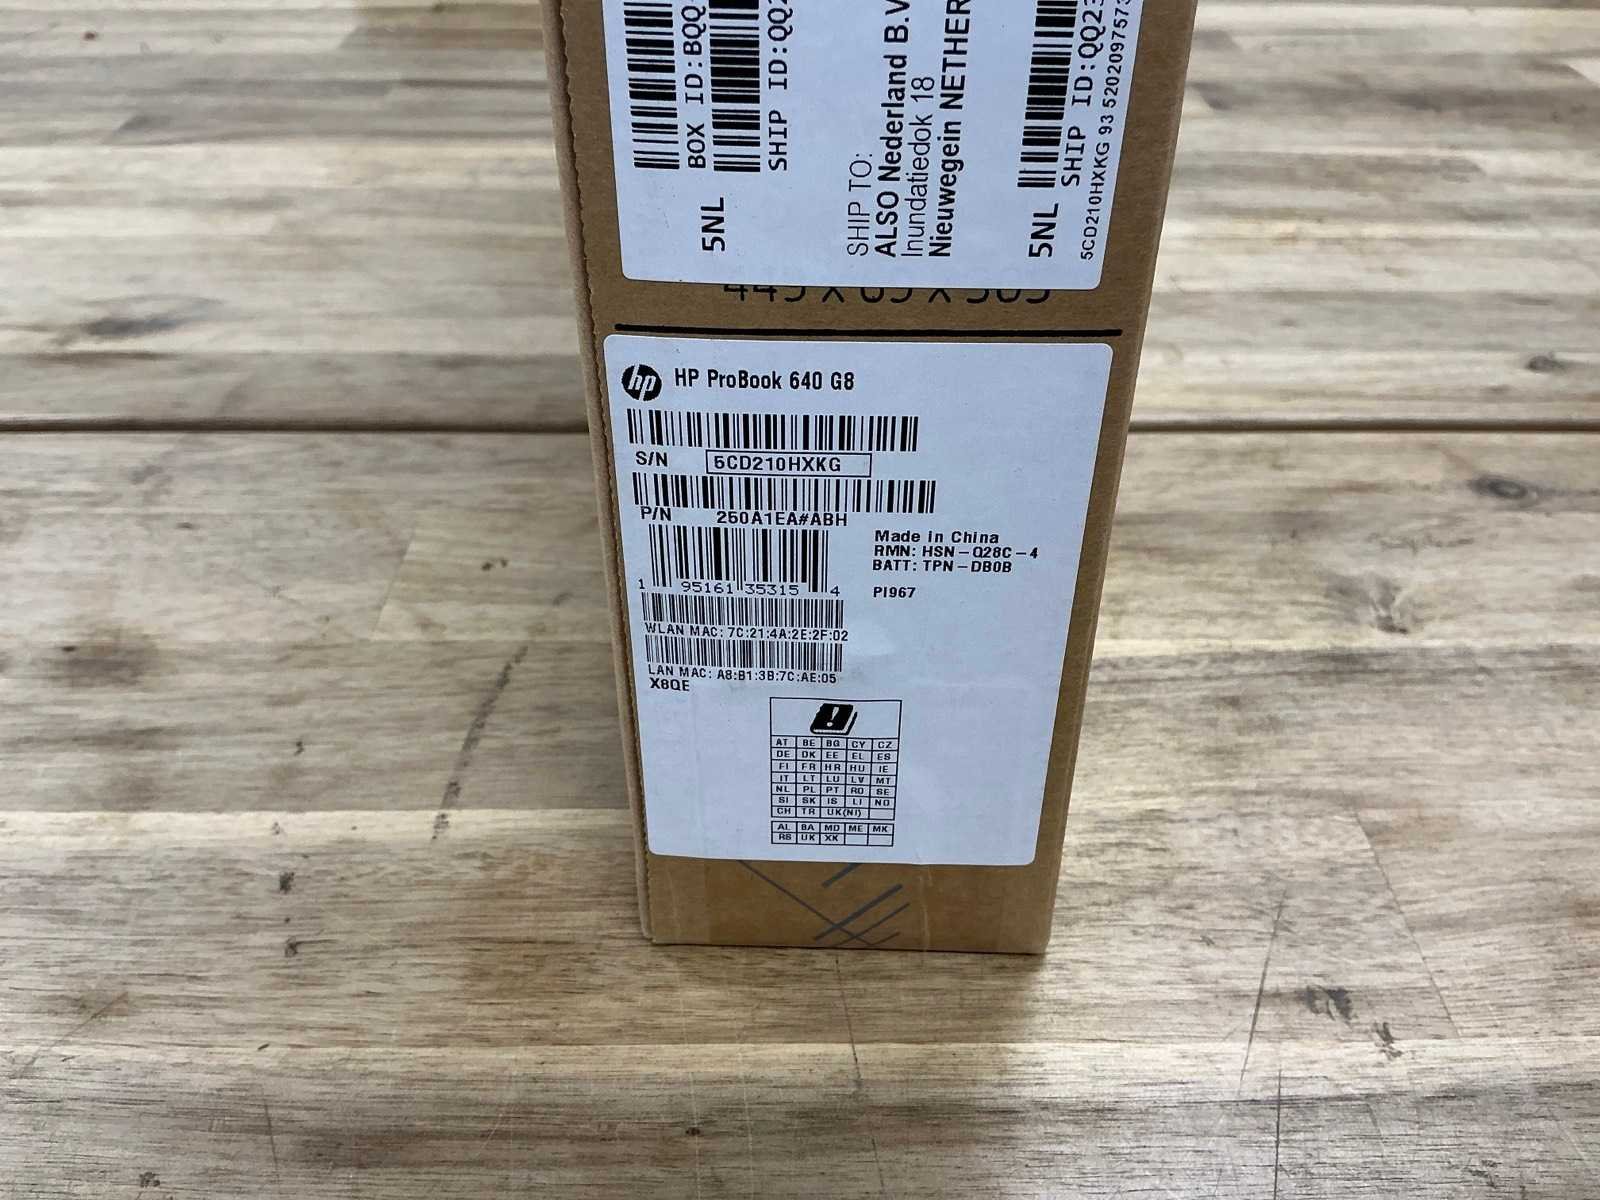 BOX ID:BQQ
5NL
SHIP ID:QQ2
SHIP TO:
ALSO Nederland B.V
Inundatiedok 18
Nieuwegein NETHER
5NL
SHIP ID:QQ23
5CD210HXKG 93 5202097573
hp HP ProBook 640 G8
S/N 5CD210HXKG
P/N 250A1EA#ABH
1 95161 35315 4
Made in China
RMN: HSN-Q28C-4
BATT: TPN-DB0B
PI967
WLAN MAC: 7C:21:4A:2E:2F:02
LAN MAC: A8:B1:3B:7C:AE:05
X8QE
AT BE BG CY CZ
DE DK EE EL ES
FI FR HR HU IE
IT LT LU LV MT
NL PL PT RO SE
SI SK IS LI NO
CH TR UK(NI)
AL BA MD ME MK
RS UK XK